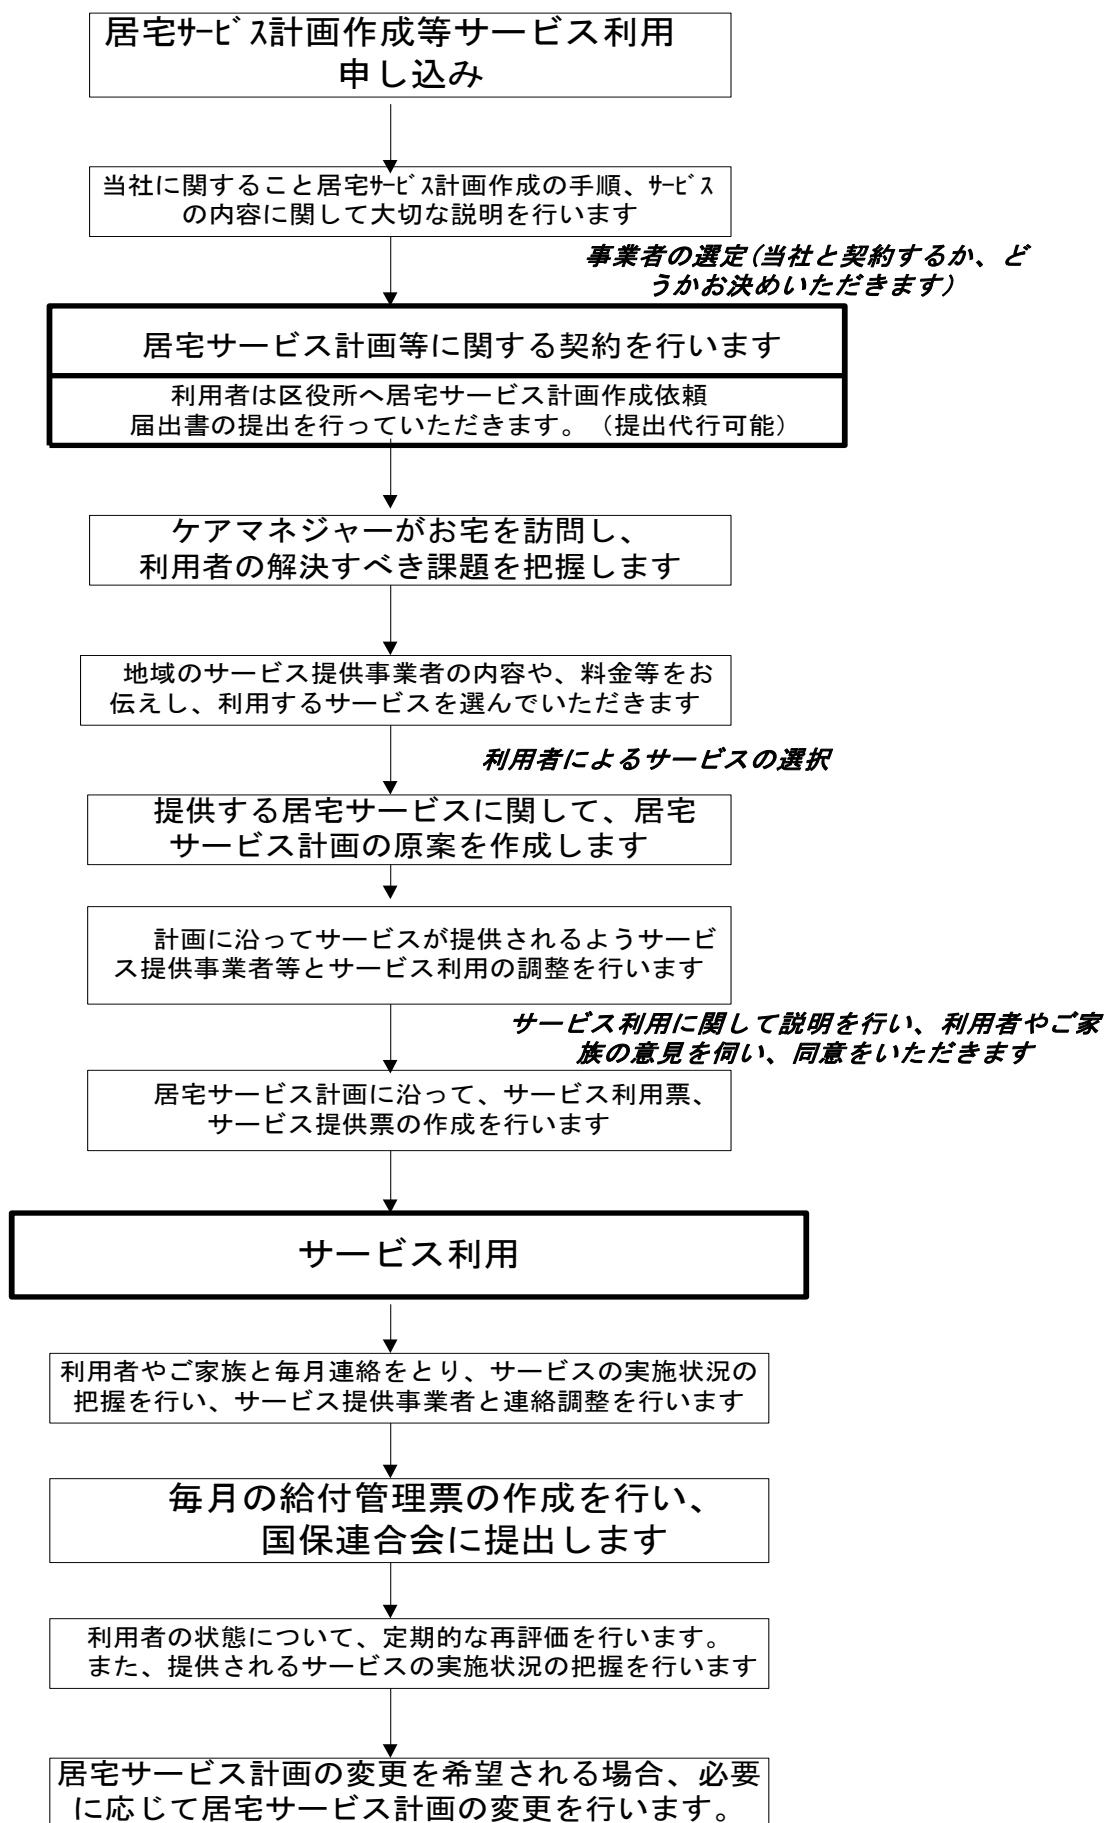 居宅ｻｰﾋﾞｽ計画作成等サービス利用
申し込み
当社に関すること居宅ｻｰﾋﾞｽ計画作成の手順、ｻｰﾋﾞｽ
の内容に関して大切な説明を行います
事業者の選定(当社と契約するか、ど
うかお決めいただきます)
居宅サービス計画等に関する契約を行います
利用者は区役所へ居宅サービス計画作成依頼
届出書の提出を行っていただきます。（提出代行可能）
ケアマネジャーがお宅を訪問し、
利用者の解決すべき課題を把握します
地域のサービス提供事業者の内容や、料金等をお
伝えし、利用するサービスを選んでいただきます
利用者によるサービスの選択
提供する居宅サービスに関して、居宅
サービス計画の原案を作成します
計画に沿ってサービスが提供されるようサービ
ス提供事業者等とサービス利用の調整を行います
サービス利用に関して説明を行い、利用者やご家
族の意見を伺い、同意をいただきます
居宅サービス計画に沿って、サービス利用票、
サービス提供票の作成を行います
サービス利用
利用者やご家族と毎月連絡をとり、サービスの実施状況の
把握を行い、サービス提供事業者と連絡調整を行います
毎月の給付管理票の作成を行い、
国保連合会に提出します
利用者の状態について、定期的な再評価を行います。
また、提供されるサービスの実施状況の把握を行います
居宅サービス計画の変更を希望される場合、必要
に応じて居宅サービス計画の変更を行います。